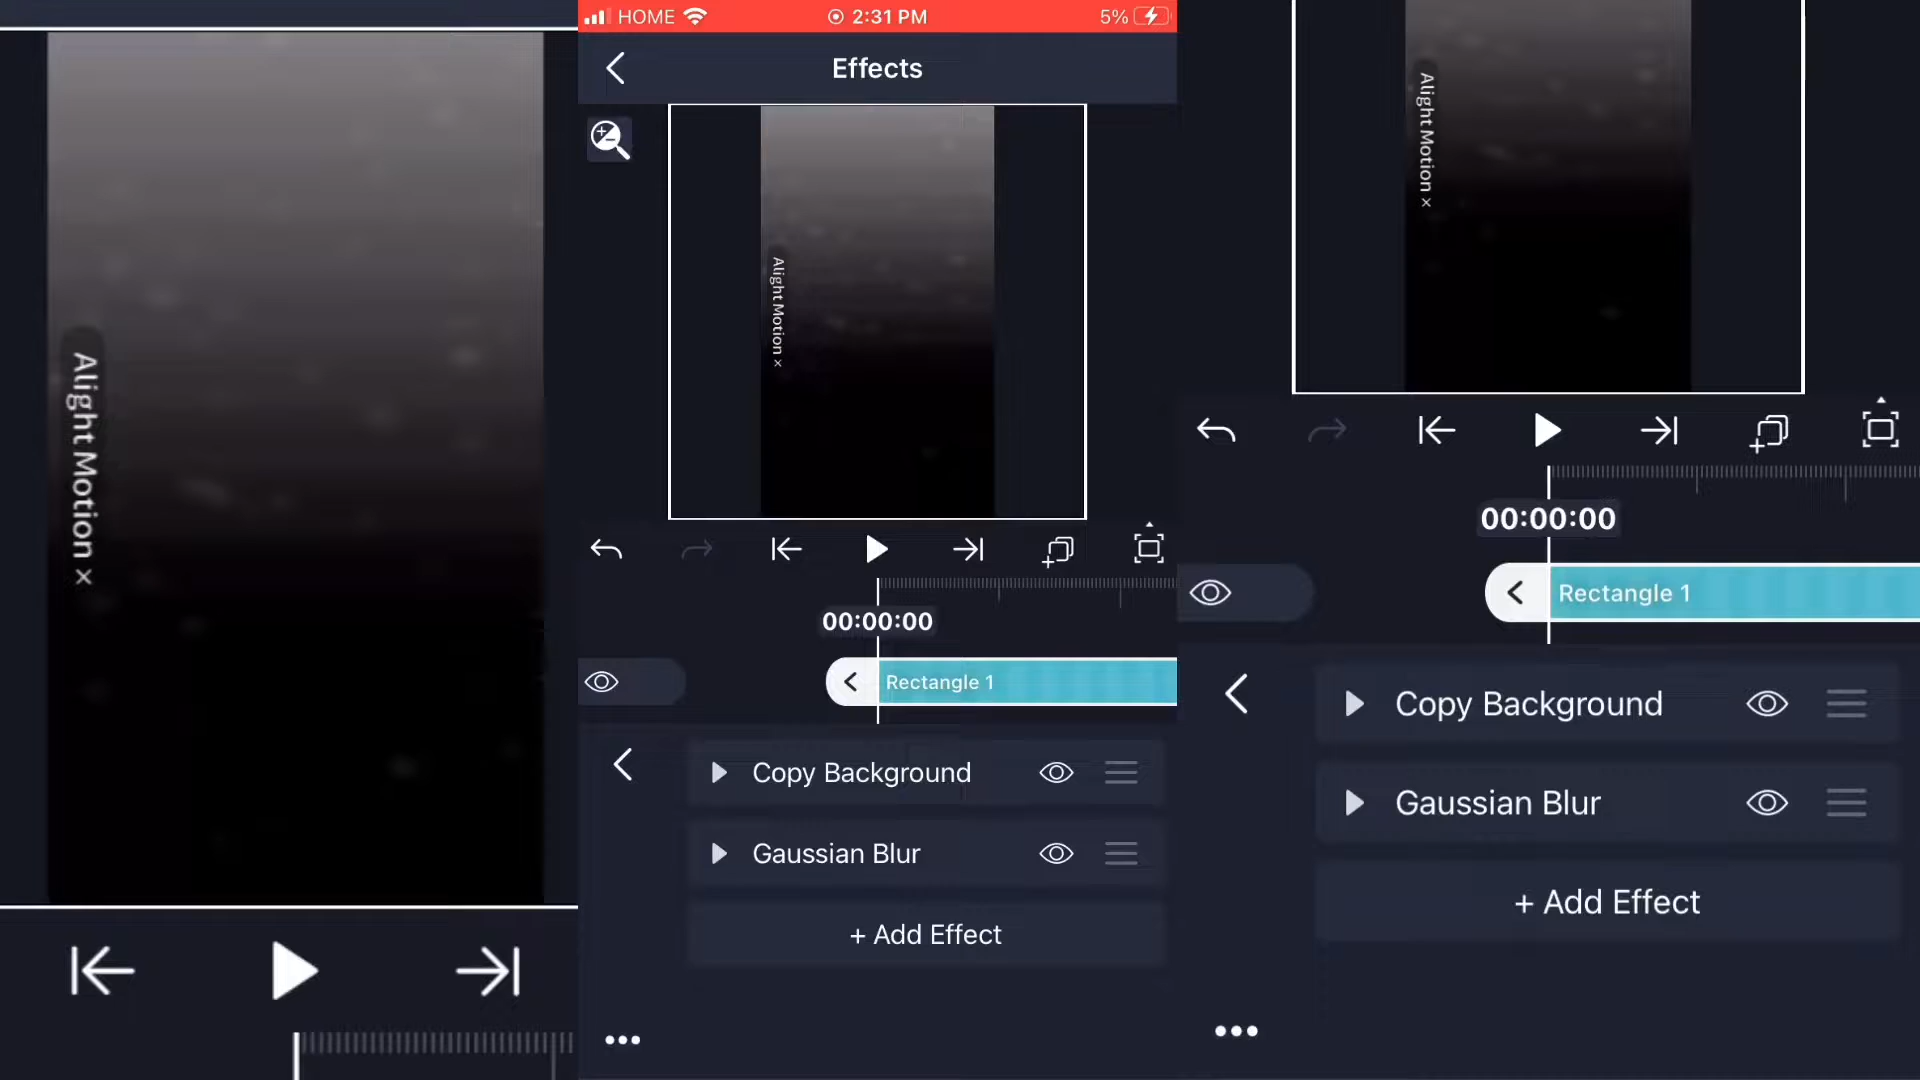 Alight Motion ×
HOME
2:31 PM
5%
Effects
Alight Motion ×
00:00:00
Rectangle 1
Copy Background
Gaussian Blur
+ Add Effect
Alight Motion ×
00:00:00
Rectangle 1
Copy Background
Gaussian Blur
+ Add Effect